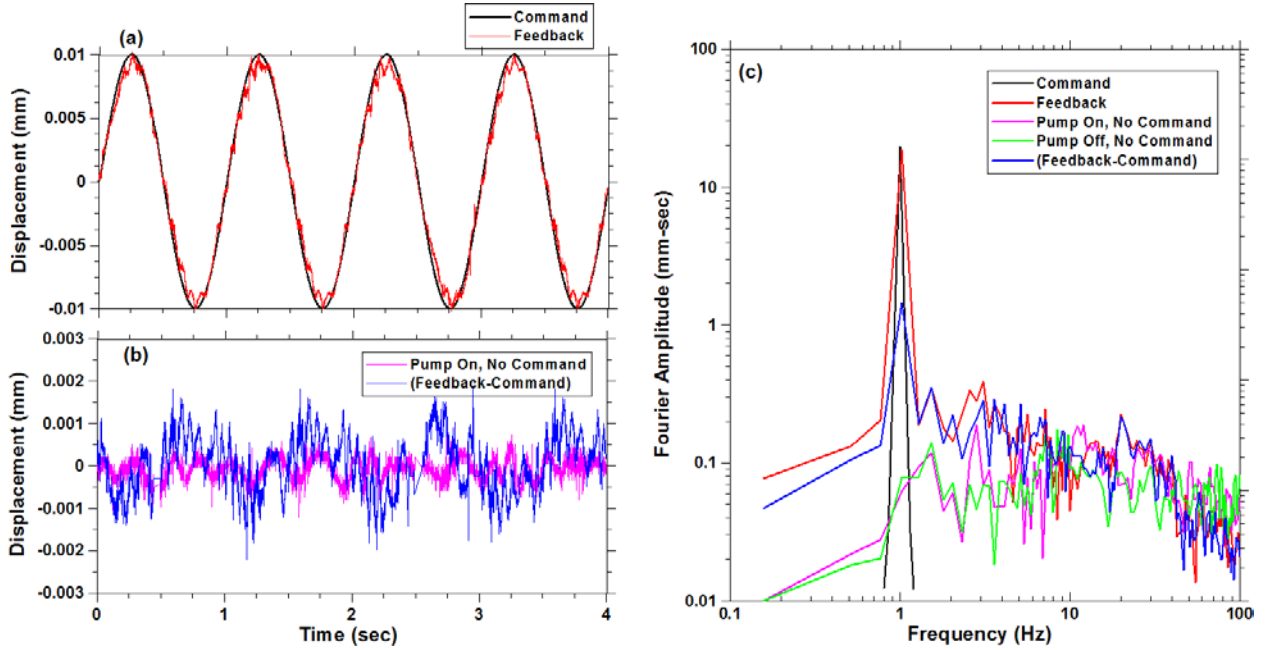 Command
Feedback
(a)
0.01
0.005
0
-0.005
-0.01
Displacement (mm)
(b)
Pump On, No Command
(Feedback-Command)
0.003
0.002
0.001
0
-0.001
-0.002
-0.003
Displacement (mm)
0 1 2 3 4
Time (sec)
(c)
Command
Feedback
Pump On, No Command
Pump Off, No Command
(Feedback-Command)
100
10
1
0.1
0.01
Fourier Amplitude (mm-sec)
0.1 1 10 100
Frequency (Hz)